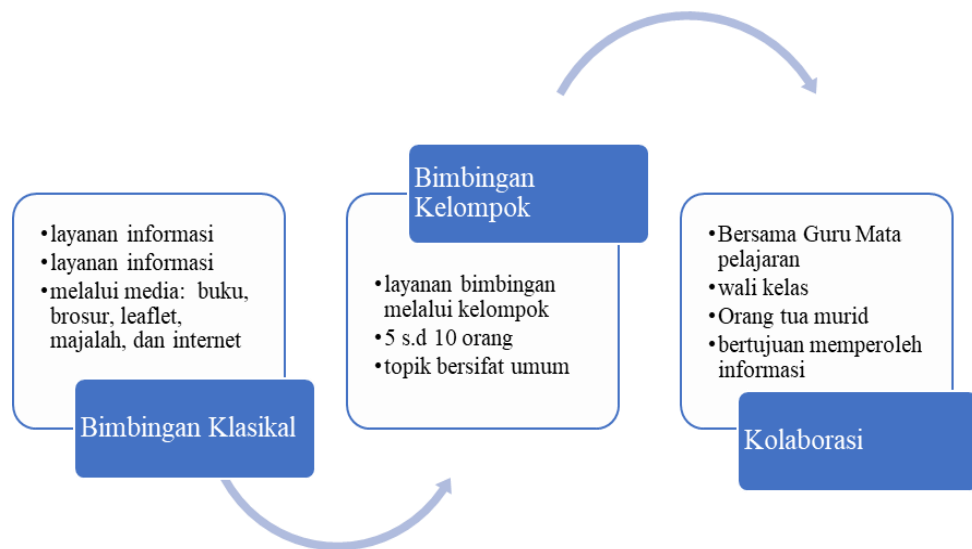 •layanan informasi
•layanan informasi
•melalui media:  buku,
brosur, leaflet,
majalah, dan internet
Bimbingan Klasikal
Bimbingan
Kelompok
•layanan bimbingan
melalui kelompok
•5 s.d 10 orang
•topik bersifat umum
•Bersama Guru Mata
pelajaran
•wali kelas
•Orang tua murid
•bertujuan memperoleh
informasi
Kolaborasi